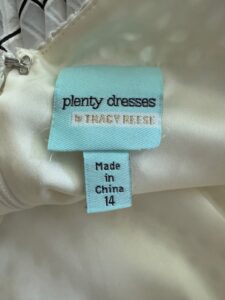 plenty dresses
by TRACY REESE
Made
in
China
14